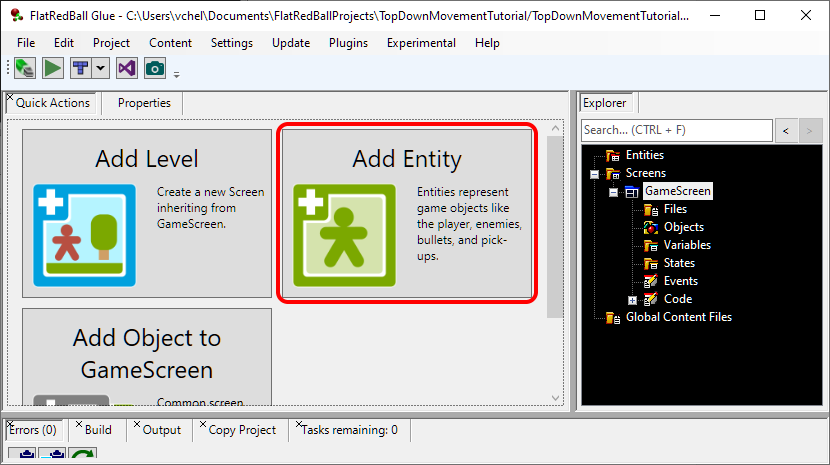 FlatRedBall Glue - C:\Users\vchel\Documents\FlatRedBallProjects\TopDownMovementTutorial/TopDownMovementTutorial...
File Edit Project Content Settings Update Plugins Experimental Help
Quick Actions Properties
Add Level
Create a new Screen
inheriting from
GameScreen.
Add Entity
Entities represent
game objects like
the player, enemies,
bullets, and pick-
ups.
Add Object to
GameScreen
Common screen
Explorer
Search... (CTRL + F)
< >
Entities
Screens
GameScreen
Files
Objects
Variables
States
Events
Code
Global Content Files
Errors (0) Build Output Copy Project Tasks remaining: 0